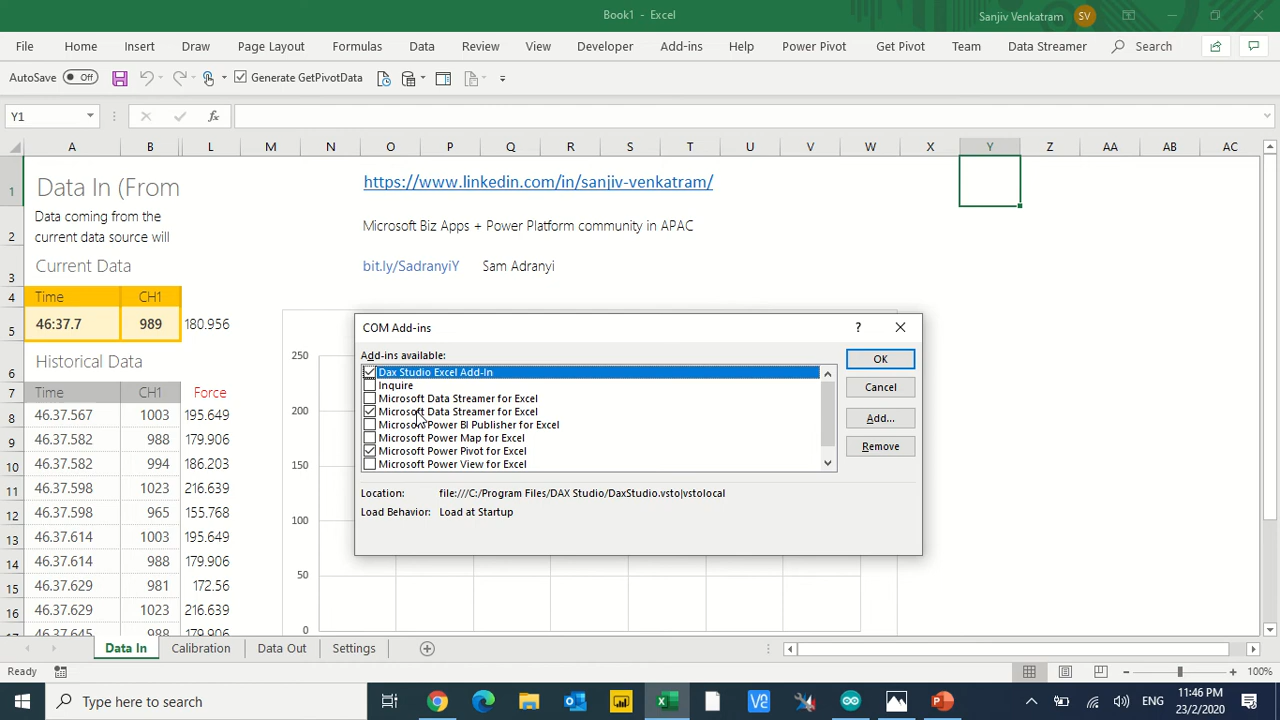 Book1 - Excel
Sanjiv Venkatram SV
File Home Insert Draw Page Layout Formulas Data Review View Developer Add-ins Help Power Pivot Get Pivot Team Data Streamer Search
AutoSave Off Generate GetPivotData
Y1 fx
A B L M N O P Q R S T U V W X Y Z AA AB AC
1 Data In (From https://www.linkedin.com/in/sanjiv-venkatram/
Data coming from the
2 Microsoft Biz Apps + Power Platform community in APAC
current data source will
3 Current Data bit.ly/SadranyiY Sam Adranyi
4 Time CH1
5 46:37.7 989 180.956
6 Historical Data
7 Time Force
8 46.37.567 1003 195.649
9 46.37.582 988 179.906
10 46.37.582 994 186.203
11 46.37.598 1023 216.639
12 46.37.598 965 155.768
13 46.37.614 1003 195.649
14 46.37.614 988 179.906
15 46.37.629 981 172.56
16 46.37.629 1023 216.639
17 46.37.645 988 179.906
250
200
150
100
50
0
COM Add-ins ?
Add-ins available:
Dax Studio Excel Add-In
Inquire
Microsoft Data Streamer for Excel
Microsoft Data Streamer for Excel
Microsoft Power BI Publisher for Excel
Microsoft Power Map for Excel
Microsoft Power Pivot for Excel
Microsoft Power View for Excel
OK
Cancel
Add...
Remove
Location: file:///C:/Program Files/DAX Studio/DaxStudio.vsto|vstolocal
Load Behavior: Load at Startup
Data In Calibration Data Out Settings
Ready 100%
Type here to search ENG 11:46 PM
23/2/2020